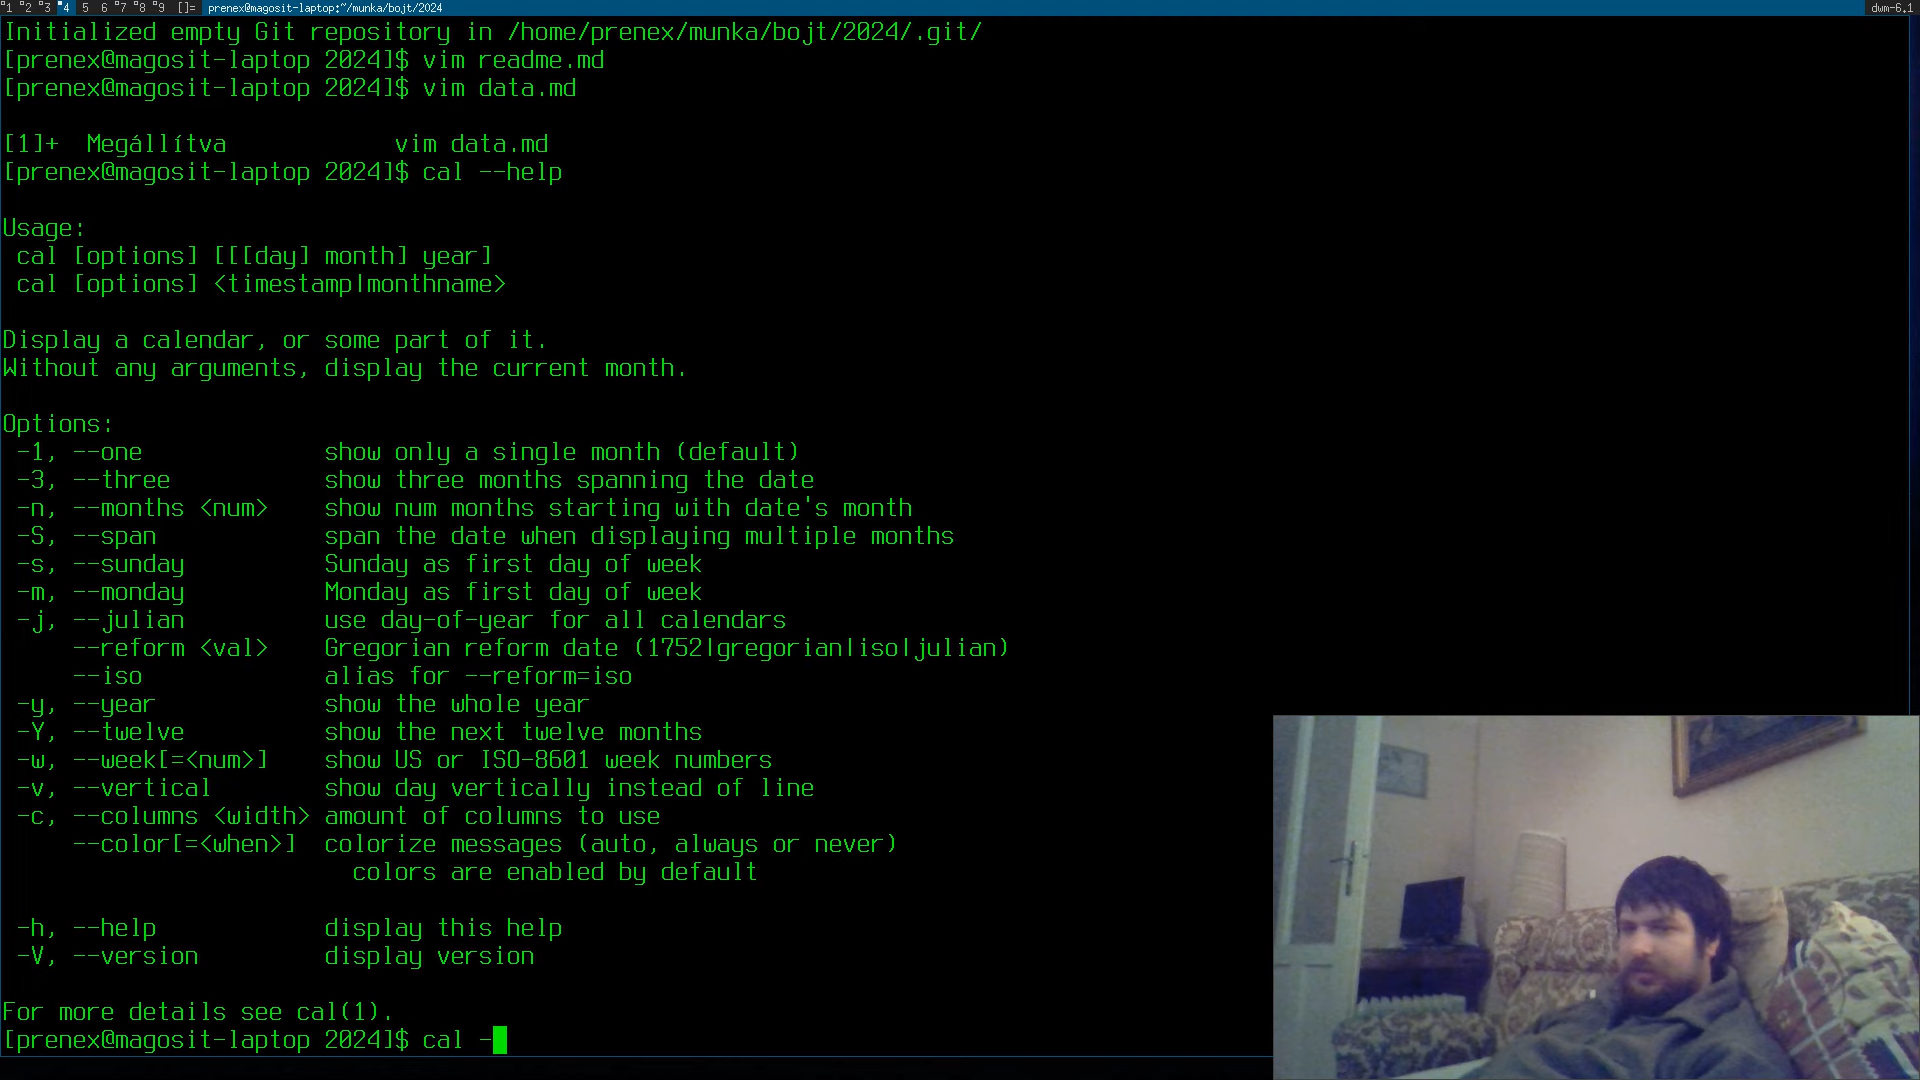 1 2 3 4 5 6 7 8 9 []= prenex@magosit-laptop:~/munka/bojt/2024 dwm-6.1
Initialized empty Git repository in /home/prenex/munka/bojt/2024/.git/
[prenex@magosit-laptop 2024]$ vim readme.md
[prenex@magosit-laptop 2024]$ vim data.md
[1]+  Megállítva            vim data.md
[prenex@magosit-laptop 2024]$ cal --help
Usage:
 cal [options] [[[day] month] year]
 cal [options] <timestamp|monthname>
Display a calendar, or some part of it.
Without any arguments, display the current month.
Options:
 -1, --one             show only a single month (default)
 -3, --three           show three months spanning the date
 -n, --months <num>    show num months starting with date's month
 -S, --span            span the date when displaying multiple months
 -s, --sunday          Sunday as first day of week
 -m, --monday          Monday as first day of week
 -j, --julian          use day-of-year for all calendars
     --reform <val>    Gregorian reform date (1752|gregorian|iso|julian)
     --iso             alias for --reform=iso
 -y, --year            show the whole year
 -Y, --twelve          show the next twelve months
 -w, --week[=<num>]    show US or ISO-8601 week numbers
 -v, --vertical        show day vertically instead of line
 -c, --columns <width> amount of columns to use
     --color[=<when>]  colorize messages (auto, always or never)
                         colors are enabled by default
 -h, --help            display this help
 -V, --version         display version
For more details see cal(1).
[prenex@magosit-laptop 2024]$ cal -